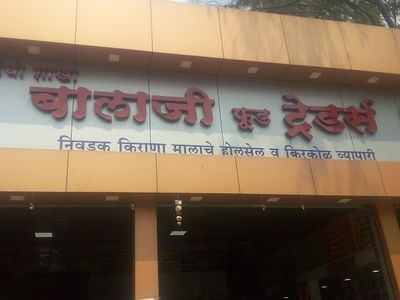 शाखा
बालाजी फूड ट्रेडर्स
निवडक किराणा मालाचे होलसेल व किरकोळ व्यापारी